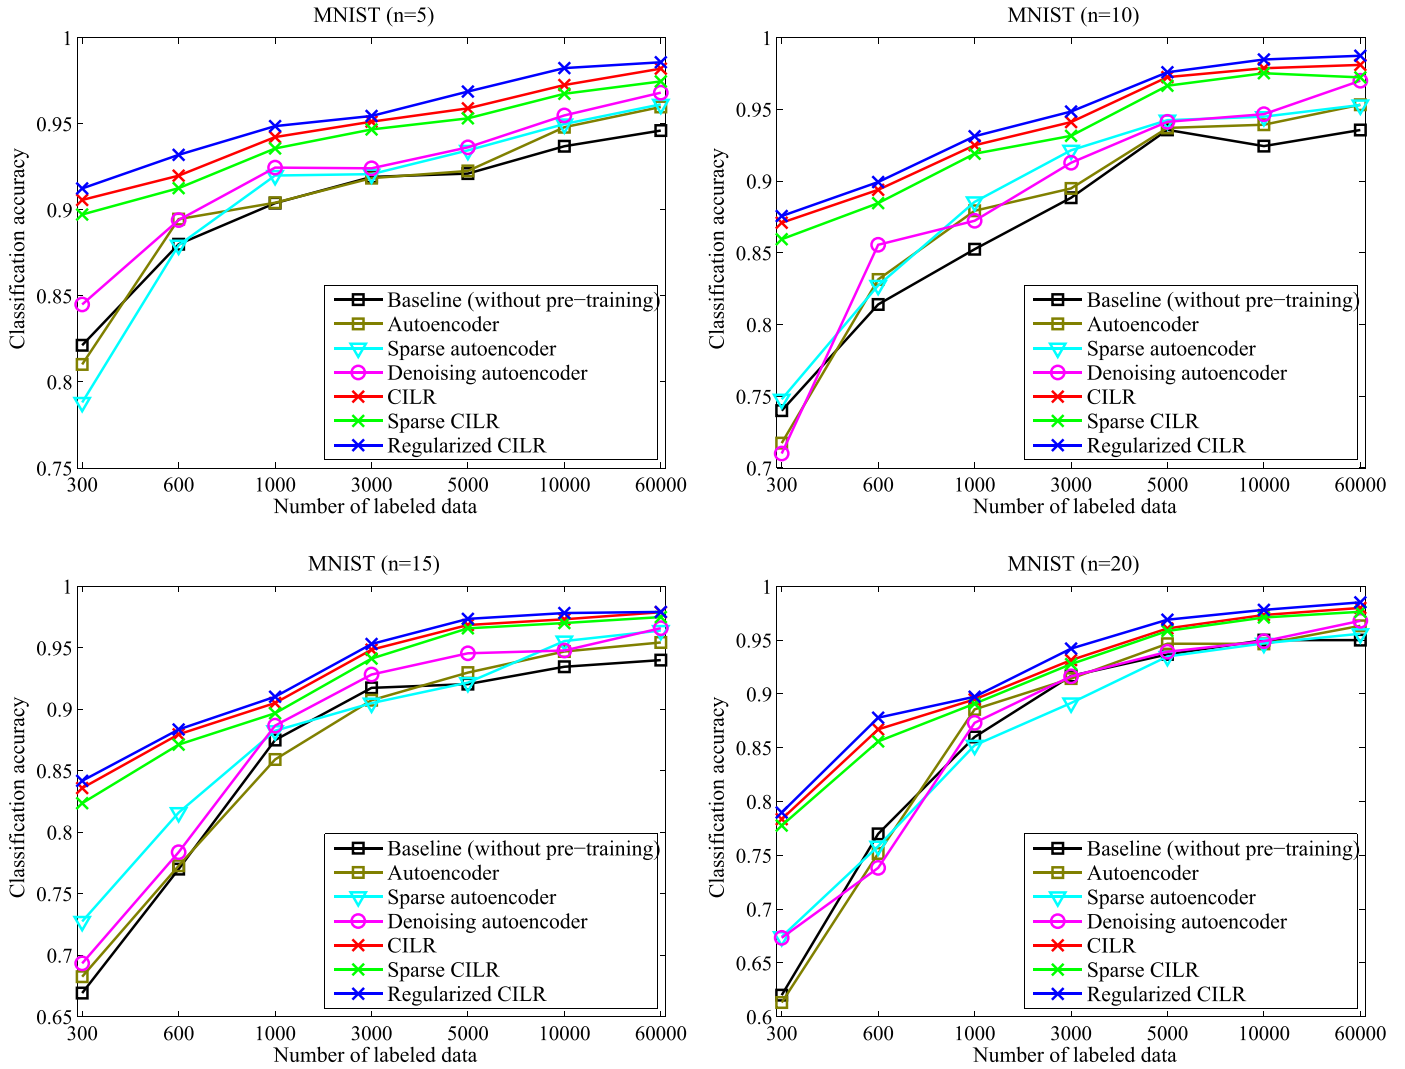 MNIST (n=5)
1
0.95
0.9
0.85
0.8
0.75
Classification accuracy
Baseline (without pre−training)
Autoencoder
Sparse autoencoder
Denoising autoencoder
CILR
Sparse CILR
Regularized CILR
300 600 1000 3000 5000 10000 60000
Number of labeled data
MNIST (n=10)
1
0.95
0.9
0.85
0.8
0.75
0.7
Classification accuracy
Baseline (without pre−training)
Autoencoder
Sparse autoencoder
Denoising autoencoder
CILR
Sparse CILR
Regularized CILR
300 600 1000 3000 5000 10000 60000
Number of labeled data
MNIST (n=15)
1
0.95
0.9
0.85
0.8
0.75
0.7
0.65
Classification accuracy
Baseline (without pre−training)
Autoencoder
Sparse autoencoder
Denoising autoencoder
CILR
Sparse CILR
Regularized CILR
300 600 1000 3000 5000 10000 60000
Number of labeled data
MNIST (n=20)
1
0.95
0.9
0.85
0.8
0.75
0.7
0.65
0.6
Classification accuracy
Baseline (without pre−training)
Autoencoder
Sparse autoencoder
Denoising autoencoder
CILR
Sparse CILR
Regularized CILR
300 600 1000 3000 5000 10000 60000
Number of labeled data